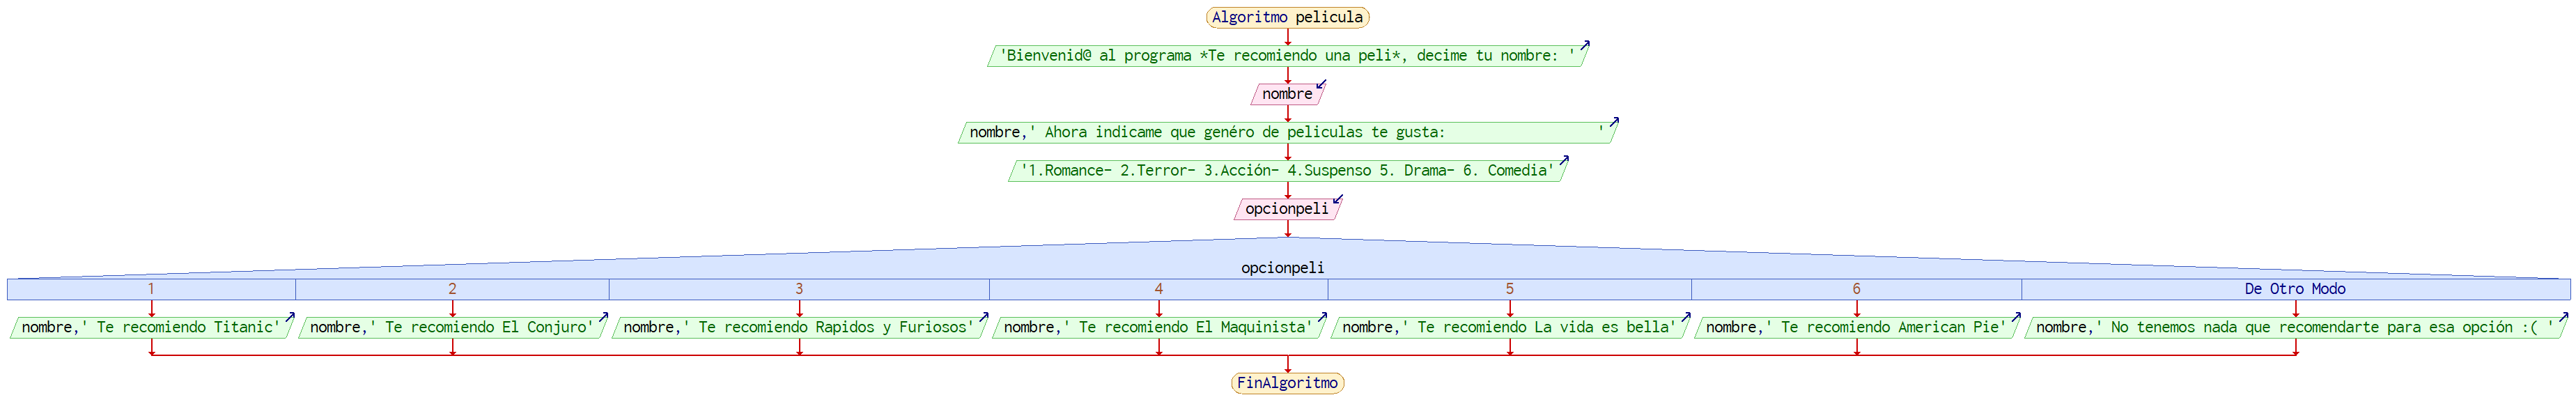 Algoritmo pelicula
'Bienvenid@ al programa *Te recomiendo una peli*, decime tu nombre: '
nombre
nombre,' Ahora indicame que genéro de peliculas te gusta:                  '
'1.Romance- 2.Terror- 3.Acción- 4.Suspenso 5. Drama- 6. Comedia'
opcionpeli
opcionpeli
1 2 3 4 5 6 De Otro Modo
nombre,' Te recomiendo Titanic' nombre,' Te recomiendo El Conjuro' nombre,' Te recomiendo Rapidos y Furiosos' nombre,' Te recomiendo El Maquinista' nombre,' Te recomiendo La vida es bella' nombre,' Te recomiendo American Pie' nombre,' No tenemos nada que recomendarte para esa opción :( '
FinAlgoritmo